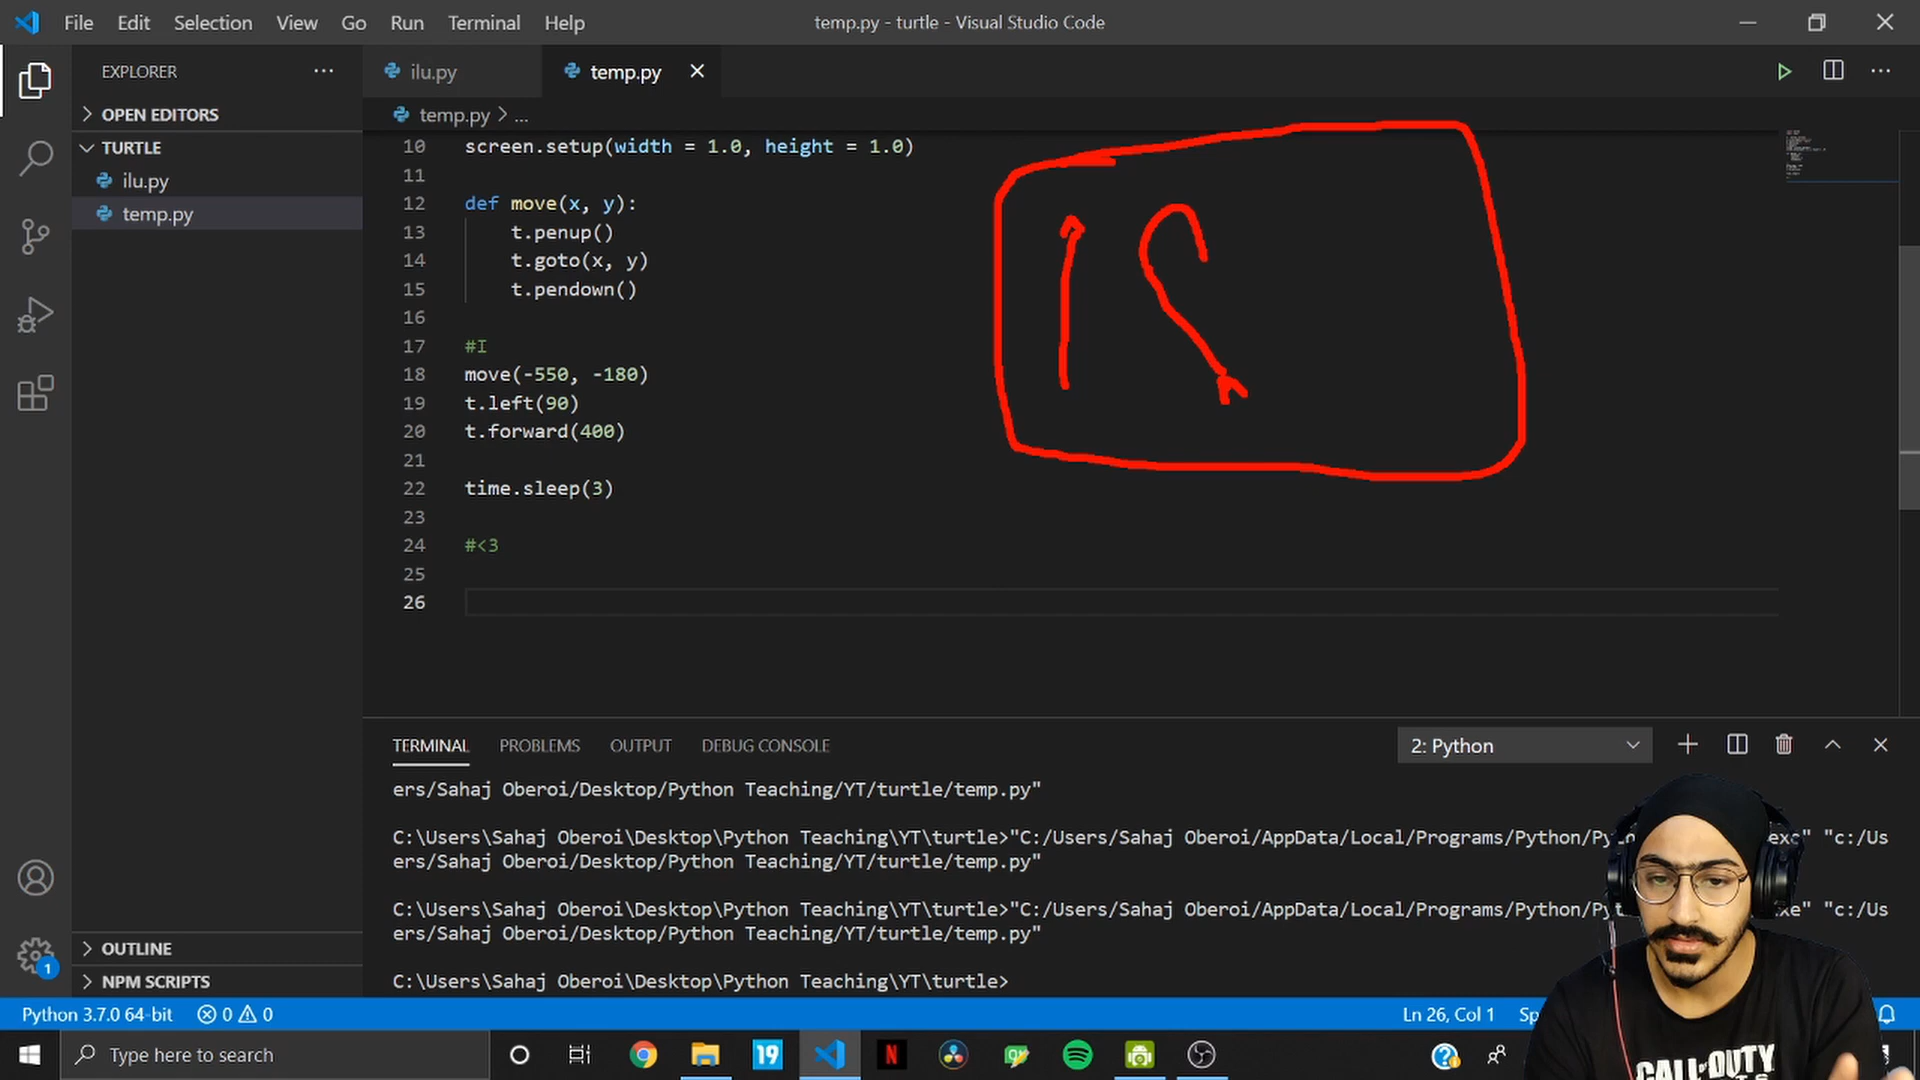 File Edit Selection View Go Run Terminal Help
temp.py - turtle - Visual Studio Code
EXPLORER
OPEN EDITORS
TURTLE
ilu.py
temp.py
OUTLINE
NPM SCRIPTS
ilu.py temp.py
temp.py > ...
10 screen.setup(width = 1.0, height = 1.0)
11
12 def move(x, y):
13 t.penup()
14 t.goto(x, y)
15 t.pendown()
16
17 #I
18 move(-550, -180)
19 t.left(90)
20 t.forward(400)
21
22 time.sleep(3)
23
24 #<3
25
26
TERMINAL PROBLEMS OUTPUT DEBUG CONSOLE
2: Python
ers/Sahaj Oberoi/Desktop/Python Teaching/YT/turtle/temp.py"
C:\Users\Sahaj Oberoi\Desktop\Python Teaching\YT\turtle>"C:/Users/Sahaj Oberoi/AppData/Local/Programs/Python/Py "c:/Us
ers/Sahaj Oberoi/Desktop/Python Teaching/YT/turtle/temp.py"
C:\Users\Sahaj Oberoi\Desktop\Python Teaching\YT\turtle>"C:/Users/Sahaj Oberoi/AppData/Local/Programs/Python/Py "c:/Us
ers/Sahaj Oberoi/Desktop/Python Teaching/YT/turtle/temp.py"
C:\Users\Sahaj Oberoi\Desktop\Python Teaching\YT\turtle>
1
Python 3.7.0 64-bit 0 0
Ln 26, Col 1 Sp
Type here to search
19
N
CALL OF DUTY